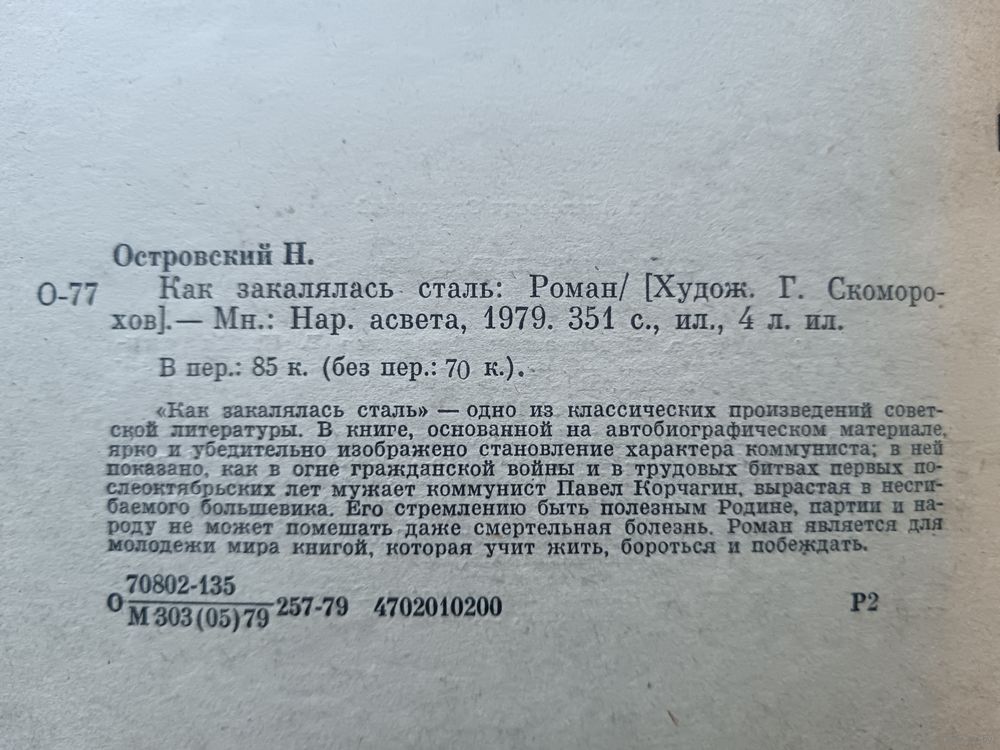 Островский Н.
О-77 Как закалялась сталь: Роман/ [Худож. Г. Скоморо-
хов].— Мн.: Нар. асвета, 1979. 351 с., ил., 4 л. ил.
В пер.: 85 к. (без пер.: 70 к.).
«Как закалялась сталь» — одно из классических произведений совет-
ской литературы. В книге, основанной на автобиографическом материале,
ярко и убедительно изображено становление характера коммуниста; в ней
показано, как в огне гражданской войны и в трудовых битвах первых по-
слеоктябрьских лет мужает коммунист Павел Корчагин, вырастая в несги-
баемого большевика. Его стремлению быть полезным Родине, партии и на-
роду не может помешать даже смертельная болезнь. Роман является для
молодежи мира книгой, которая учит жить, бороться и побеждать.
70802-135
О М 303(05)79 257-79 4702010200 Р2